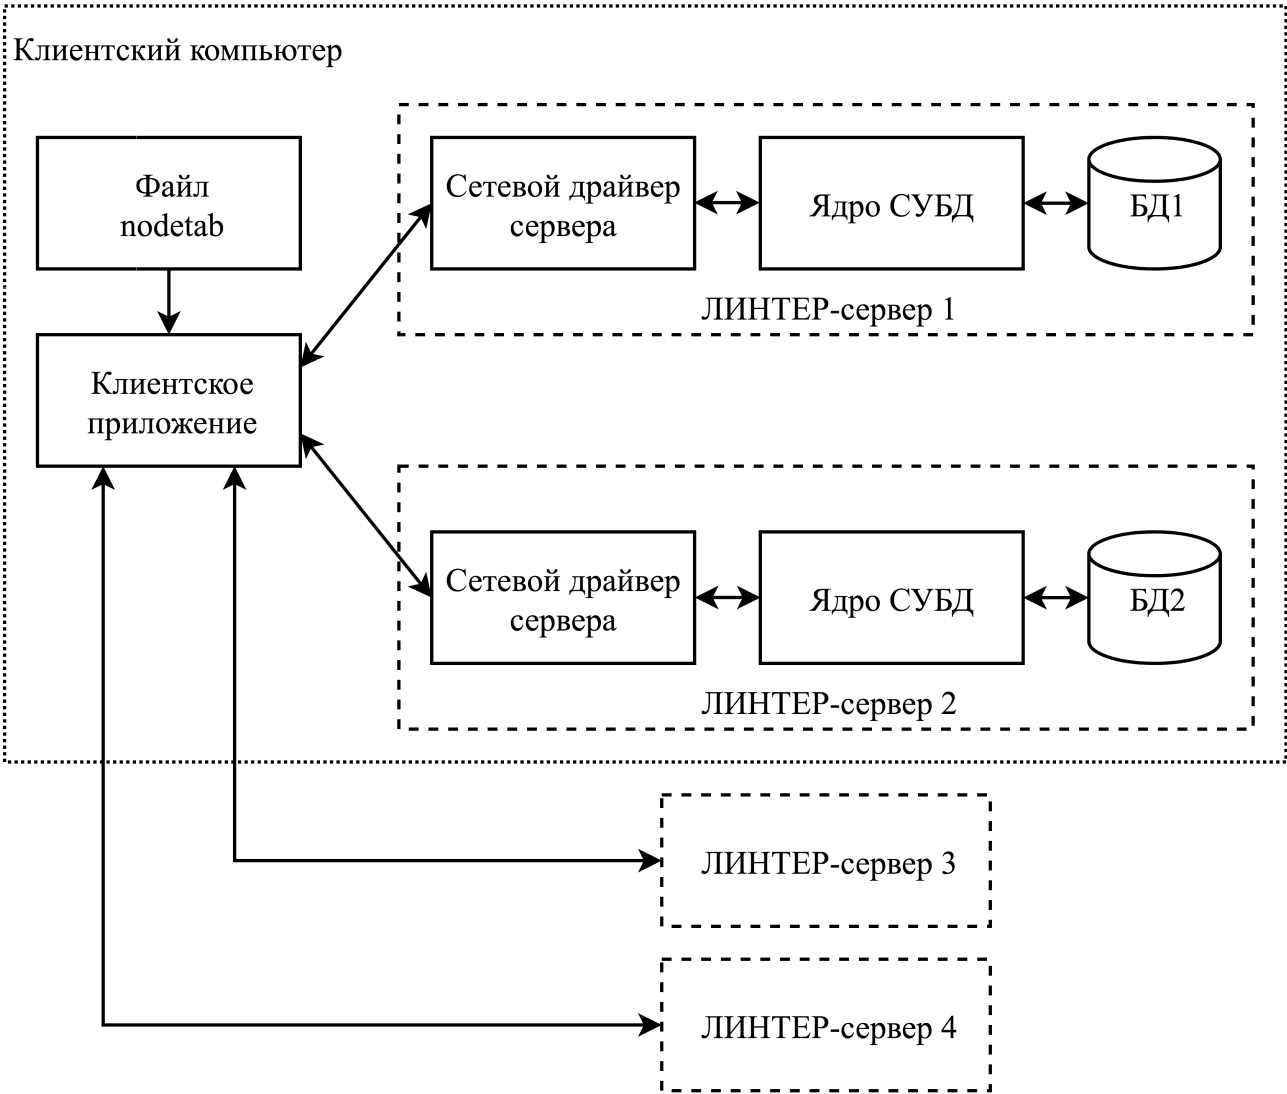 Клиентский компьютер
Файл
nodetab
Сетевой драйвер
сервера
Ядро СУБД
БД1
ЛИНТЕР-сервер 1
Клиентское
приложение
Сетевой драйвер
сервера
Ядро СУБД
БД2
ЛИНТЕР-сервер 2
ЛИНТЕР-сервер 3
ЛИНТЕР-сервер 4